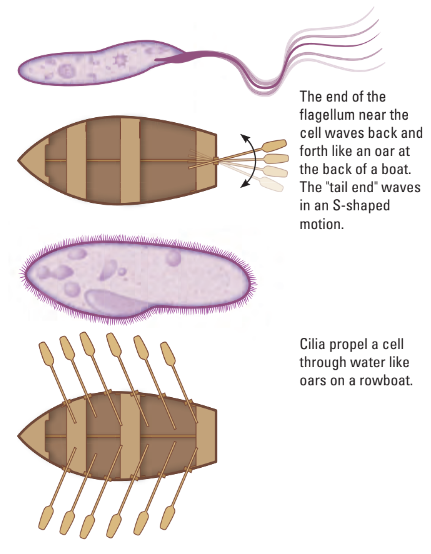 The end of the
flagellum near the
cell waves back and
forth like an oar at
the back of a boat.
The "tail end" waves
in an S-shaped
motion.
Cilia propel a cell
through water like
oars on a rowboat.